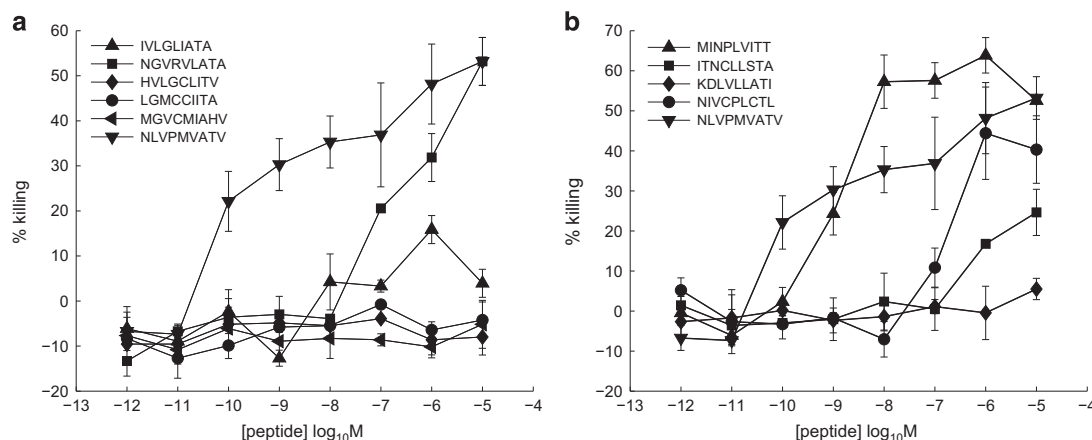 a
IVLGLIATA
NGVRVLATA
HVLGCLITV
LGMCCIITA
MGVCMIAHV
NLVPMVATV
% killing
60
50
40
30
20
10
0
−10
−20
−13 −12 −11 −10 −9 −8 −7 −6 −5 −4
[peptide] log10M
b
MINPLVITT
ITNCLLSTA
KDLVLLATI
NIVCPLCTL
NLVPMVATV
% killing
70
60
50
40
30
20
10
0
−10
−20
−13 −12 −11 −10 −9 −8 −7 −6 −5 −4
[peptide] log10M